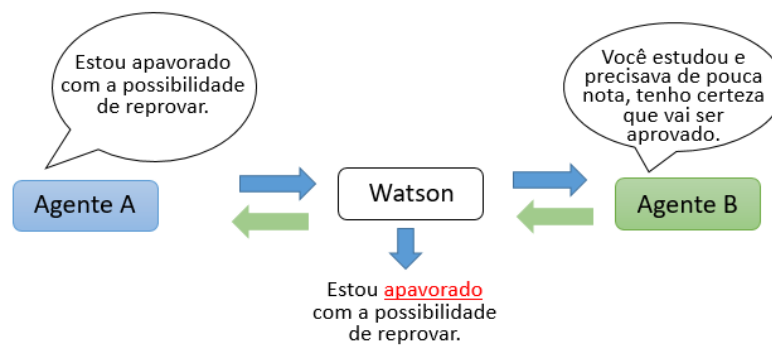 Estou apavorado
com a possibilidade
de reprovar.
Você estudou e
precisava de pouca
nota, tenho certeza
que vai ser
aprovado.
Agente A
Watson
Agente B
Estou apavorado
com a possibilidade
de reprovar.